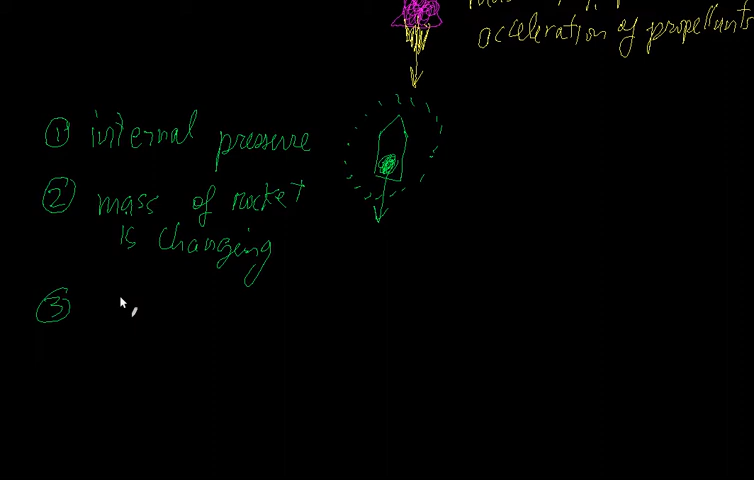 acceleration of propellants
① internal pressure
② mass of rocket
is changing
③